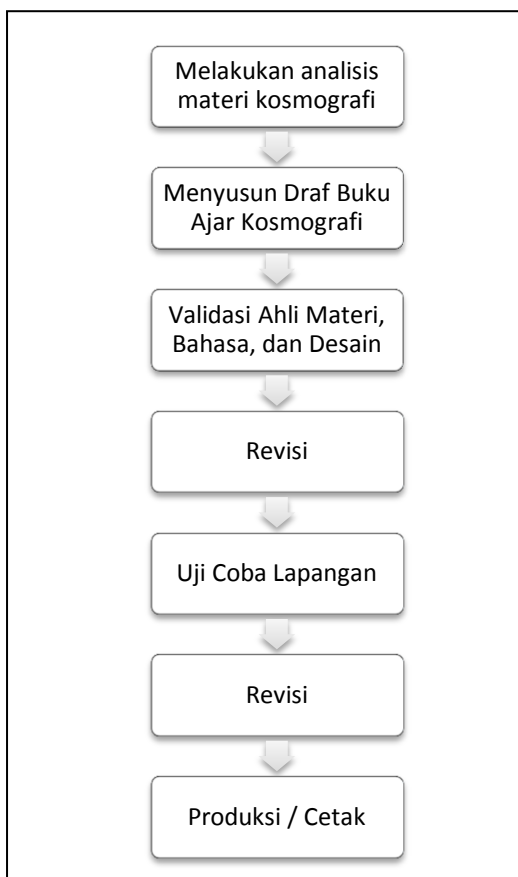 Melakukan analisis
materi kosmografi
Menyusun Draf Buku
Ajar Kosmografi
Validasi Ahli Materi,
Bahasa, dan Desain
Revisi
Uji Coba Lapangan
Revisi
Produksi / Cetak